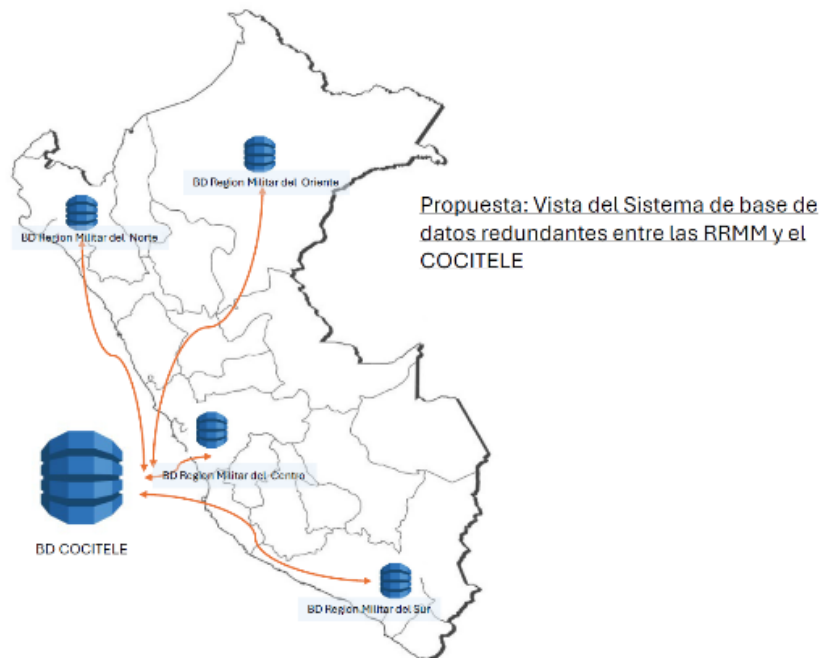 BD Region Militar del Oriente
BD Region Militar del Norte
Propuesta: Vista del Sistema de base de
datos redundantes entre las RRMM y el
COCITELE
BD Region Militar del Centro
BD COCITELE
BD Region Militar del Sur